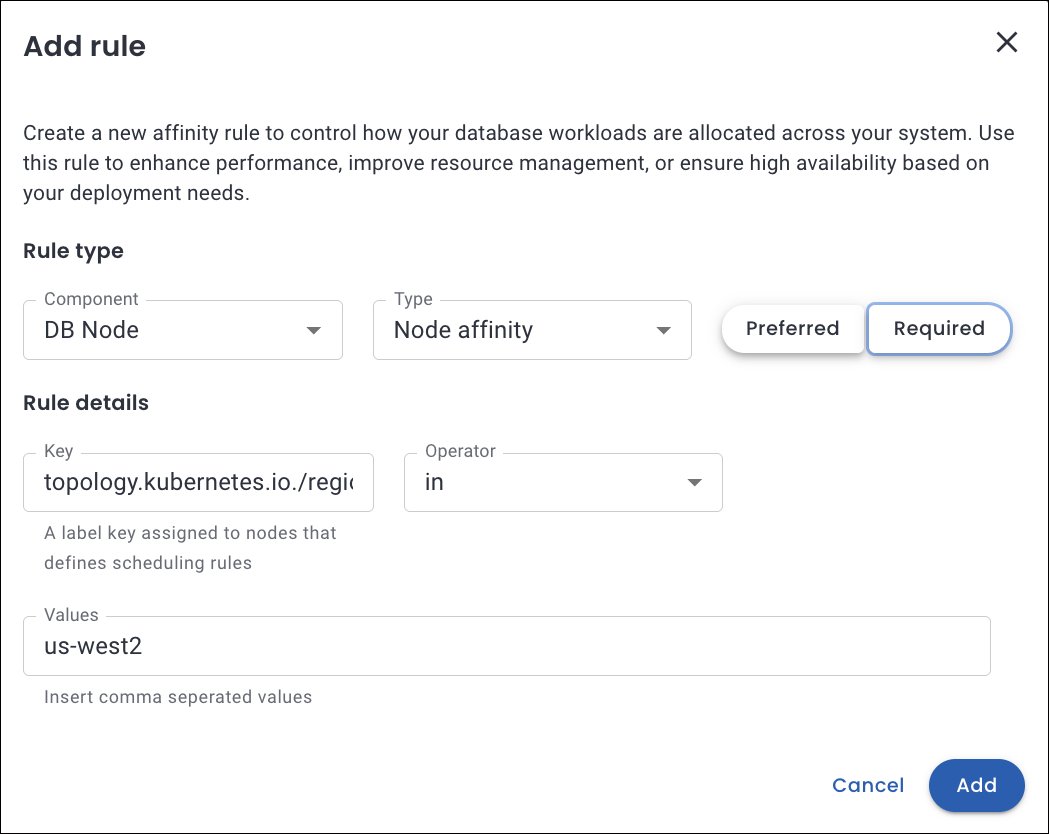 Add rule
Create a new affinity rule to control how your database workloads are allocated across your system. Use
this rule to enhance performance, improve resource management, or ensure high availability based on
your deployment needs.
Rule type
Component
DB Node
Type
Node affinity
Preferred
Required
Rule details
Key
topology.kubernetes.io./regi
Operator
in
A label key assigned to nodes that
defines scheduling rules
Values
us-west2
Insert comma seperated values
Cancel
Add